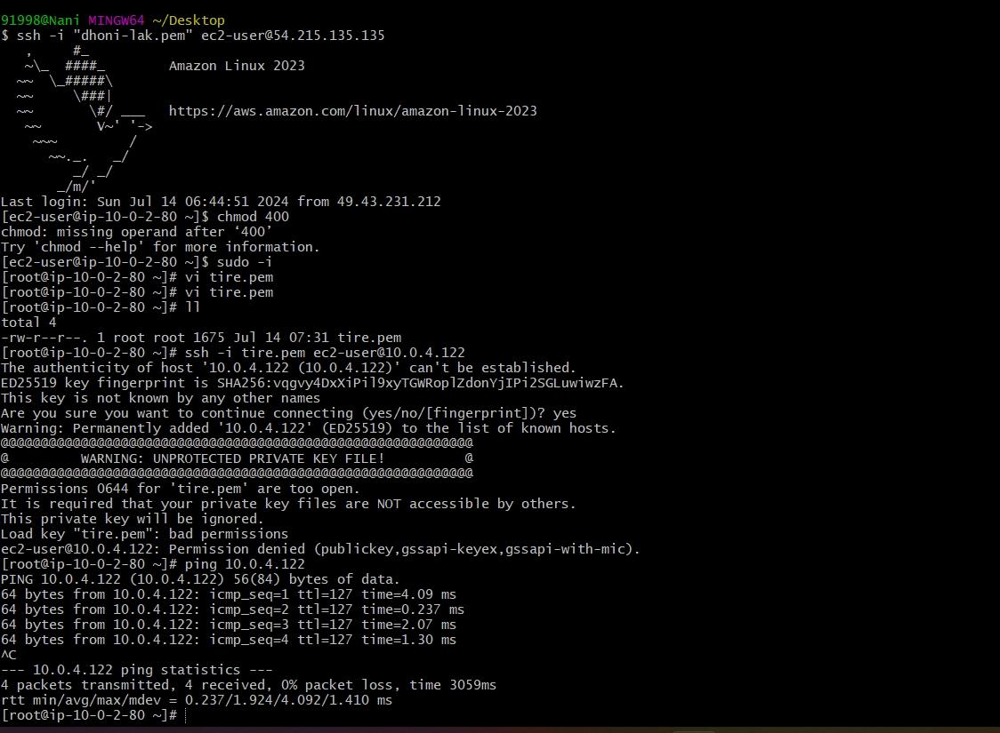 91998@Nani MINGW64 ~/Desktop
$ ssh -i "dhoni-lak.pem" ec2-user@54.215.135.135
   ,     #_
   ~\_  ####_        Amazon Linux 2023
  ~~  \_#####\
  ~~     \###|
  ~~       \#/ ___   https://aws.amazon.com/linux/amazon-linux-2023
   ~~       V~' '->
    ~~~         /
      ~~._.   _/
         _/ _/
       _/m/'
Last login: Sun Jul 14 06:44:51 2024 from 49.43.231.212
[ec2-user@ip-10-0-2-80 ~]$ chmod 400
chmod: missing operand after ‘400’
Try 'chmod --help' for more information.
[ec2-user@ip-10-0-2-80 ~]$ sudo -i
[root@ip-10-0-2-80 ~]# vi tire.pem
[root@ip-10-0-2-80 ~]# vi tire.pem
[root@ip-10-0-2-80 ~]# ll
total 4
-rw-r--r--. 1 root root 1675 Jul 14 07:31 tire.pem
[root@ip-10-0-2-80 ~]# ssh -i tire.pem ec2-user@10.0.4.122
The authenticity of host '10.0.4.122 (10.0.4.122)' can't be established.
ED25519 key fingerprint is SHA256:vqgvy4DxXiPil9xyTGWRoplZdonYjIPi2SGLuwiwzFA.
This key is not known by any other names
Are you sure you want to continue connecting (yes/no/[fingerprint])? yes
Warning: Permanently added '10.0.4.122' (ED25519) to the list of known hosts.
@@@@@@@@@@@@@@@@@@@@@@@@@@@@@@@@@@@@@@@@@@@@@@@@@@@@@@@@@@@
@         WARNING: UNPROTECTED PRIVATE KEY FILE!          @
@@@@@@@@@@@@@@@@@@@@@@@@@@@@@@@@@@@@@@@@@@@@@@@@@@@@@@@@@@@
Permissions 0644 for 'tire.pem' are too open.
It is required that your private key files are NOT accessible by others.
This private key will be ignored.
Load key "tire.pem": bad permissions
ec2-user@10.0.4.122: Permission denied (publickey,gssapi-keyex,gssapi-with-mic).
[root@ip-10-0-2-80 ~]# ping 10.0.4.122
PING 10.0.4.122 (10.0.4.122) 56(84) bytes of data.
64 bytes from 10.0.4.122: icmp_seq=1 ttl=127 time=4.09 ms
64 bytes from 10.0.4.122: icmp_seq=2 ttl=127 time=0.237 ms
64 bytes from 10.0.4.122: icmp_seq=3 ttl=127 time=2.07 ms
64 bytes from 10.0.4.122: icmp_seq=4 ttl=127 time=1.30 ms
^C
--- 10.0.4.122 ping statistics ---
4 packets transmitted, 4 received, 0% packet loss, time 3059ms
rtt min/avg/max/mdev = 0.237/1.924/4.092/1.410 ms
[root@ip-10-0-2-80 ~]#